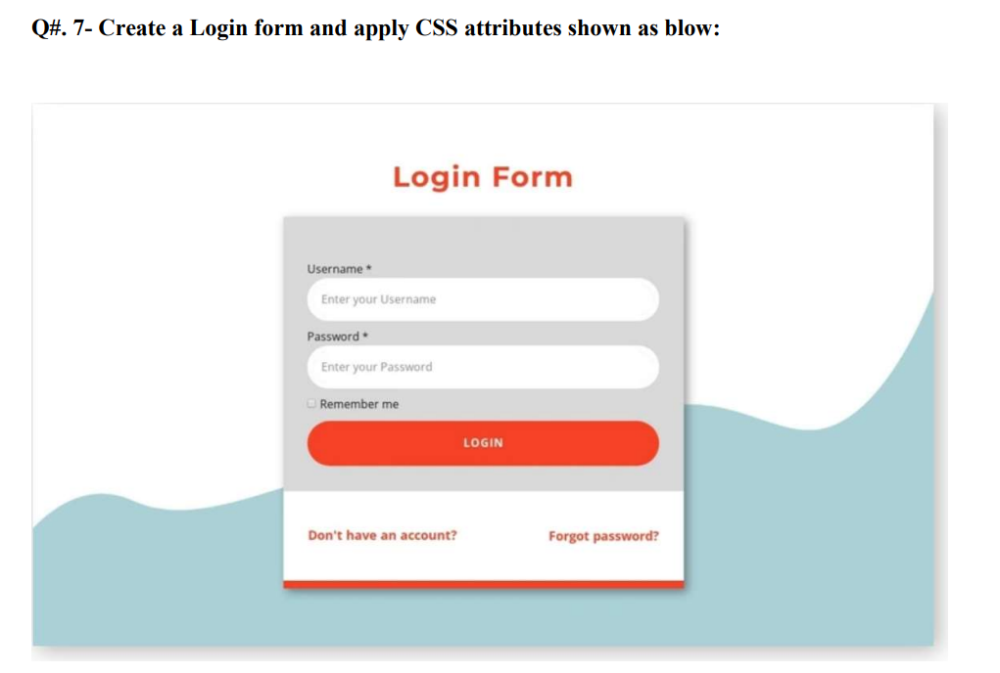 Q#. 7- Create a Login form and apply CSS attributes shown as blow:
Login Form
Username *
Enter your Username
Password *
Enter your Password
Remember me
LOGIN
Don't have an account? Forgot password?